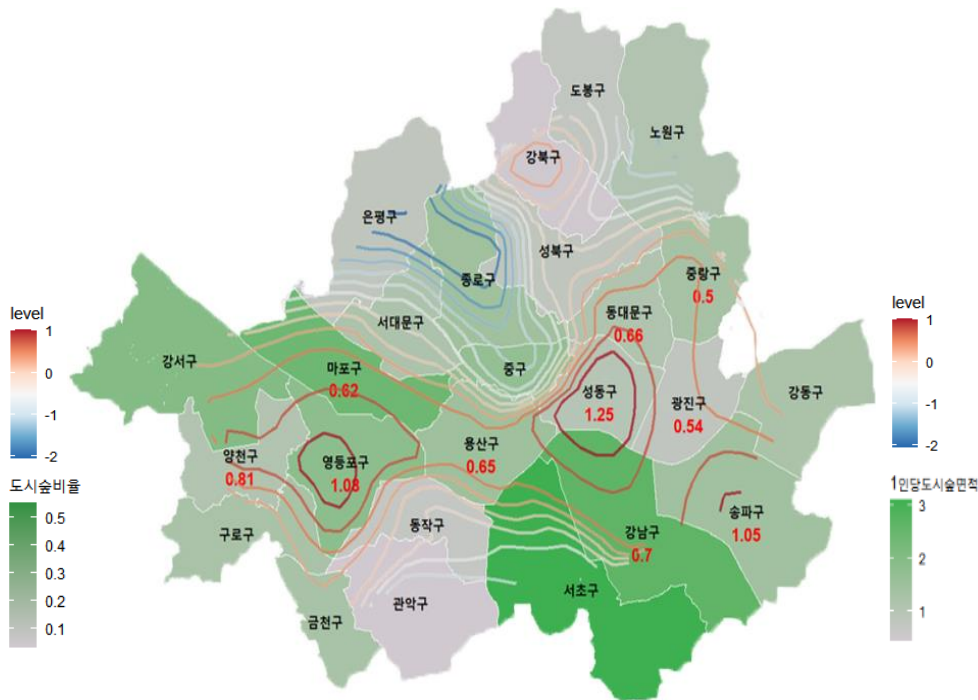 도봉구
노원구
강북구
은평구
성북구
종로구
중랑구
0.5
서대문구
동대문구
0.66
level
1
0
-1
-2
강서구
마포구
0.62
중구
성동구
1.25
광진구
0.54
강동구
level
1
0
-1
-2
양천구
0.81
영등포구
1.08
용산구
0.65
도시숲비율
0.5
0.4
0.3
0.2
0.1
구로구
동작구
강남구
0.7
송파구
1.05
1인당도시숲면적
3
2
1
금천구
관악구
서초구